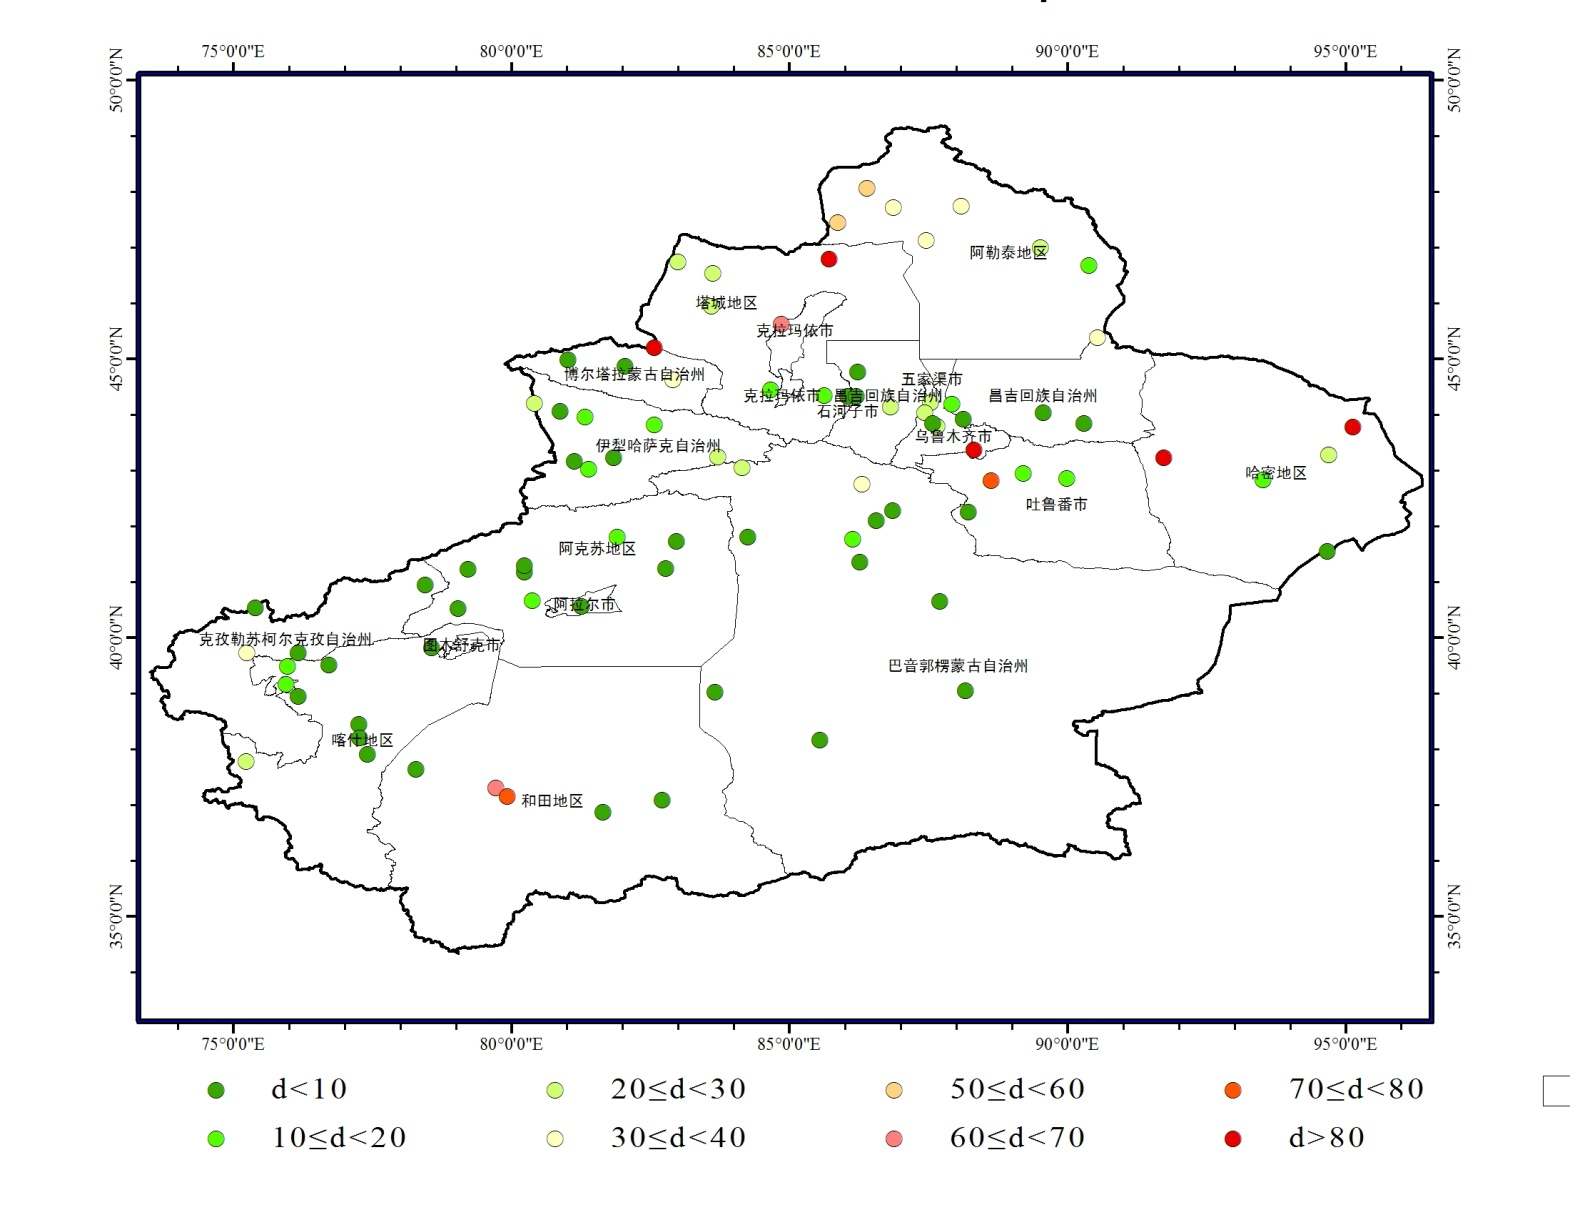 75°0'0"E 80°0'0"E 85°0'0"E 90°0'0"E 95°0'0"E
50°0'0"N 50°0'0"N
阿勒泰地区
塔城地区
克拉玛依市
45°0'0"N 45°0'0"N
博尔塔拉蒙古自治州
五家渠市
克拉玛依市 昌吉回族自治州 昌吉回族自治州
石河子市
乌鲁木齐市
伊犁哈萨克自治州
哈密地区
吐鲁番市
阿克苏地区
阿拉尔市
克孜勒苏柯尔克孜自治州
图木舒克市
40°0'0"N 40°0'0"N
巴音郭楞蒙古自治州
喀什地区
和田地区
35°0'0"N 35°0'0"N
75°0'0"E 80°0'0"E 85°0'0"E 90°0'0"E 95°0'0"E
d<10 20≤d<30 50≤d<60 70≤d<80
10≤d<20 30≤d<40 60≤d<70 d>80